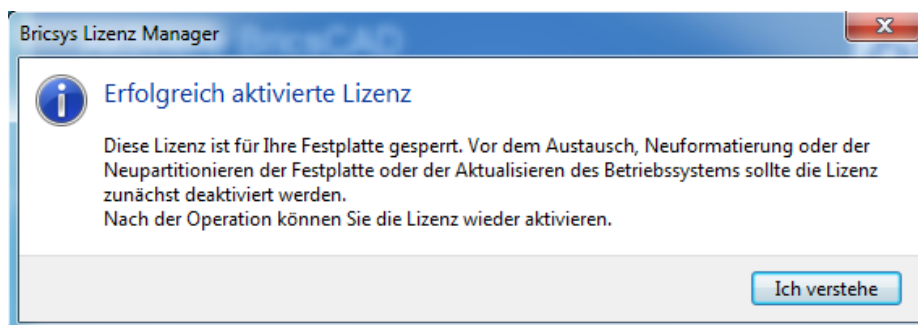 Bricsys Lizenz Manager
BricsCAD
Erfolgreich aktivierte Lizenz
Diese Lizenz ist für Ihre Festplatte gesperrt. Vor dem Austausch, Neuformatierung oder der
Neupartitionieren der Festplatte oder der Aktualisieren des Betriebssystems sollte die Lizenz
zunächst deaktiviert werden.
Nach der Operation können Sie die Lizenz wieder aktivieren.
Ich verstehe